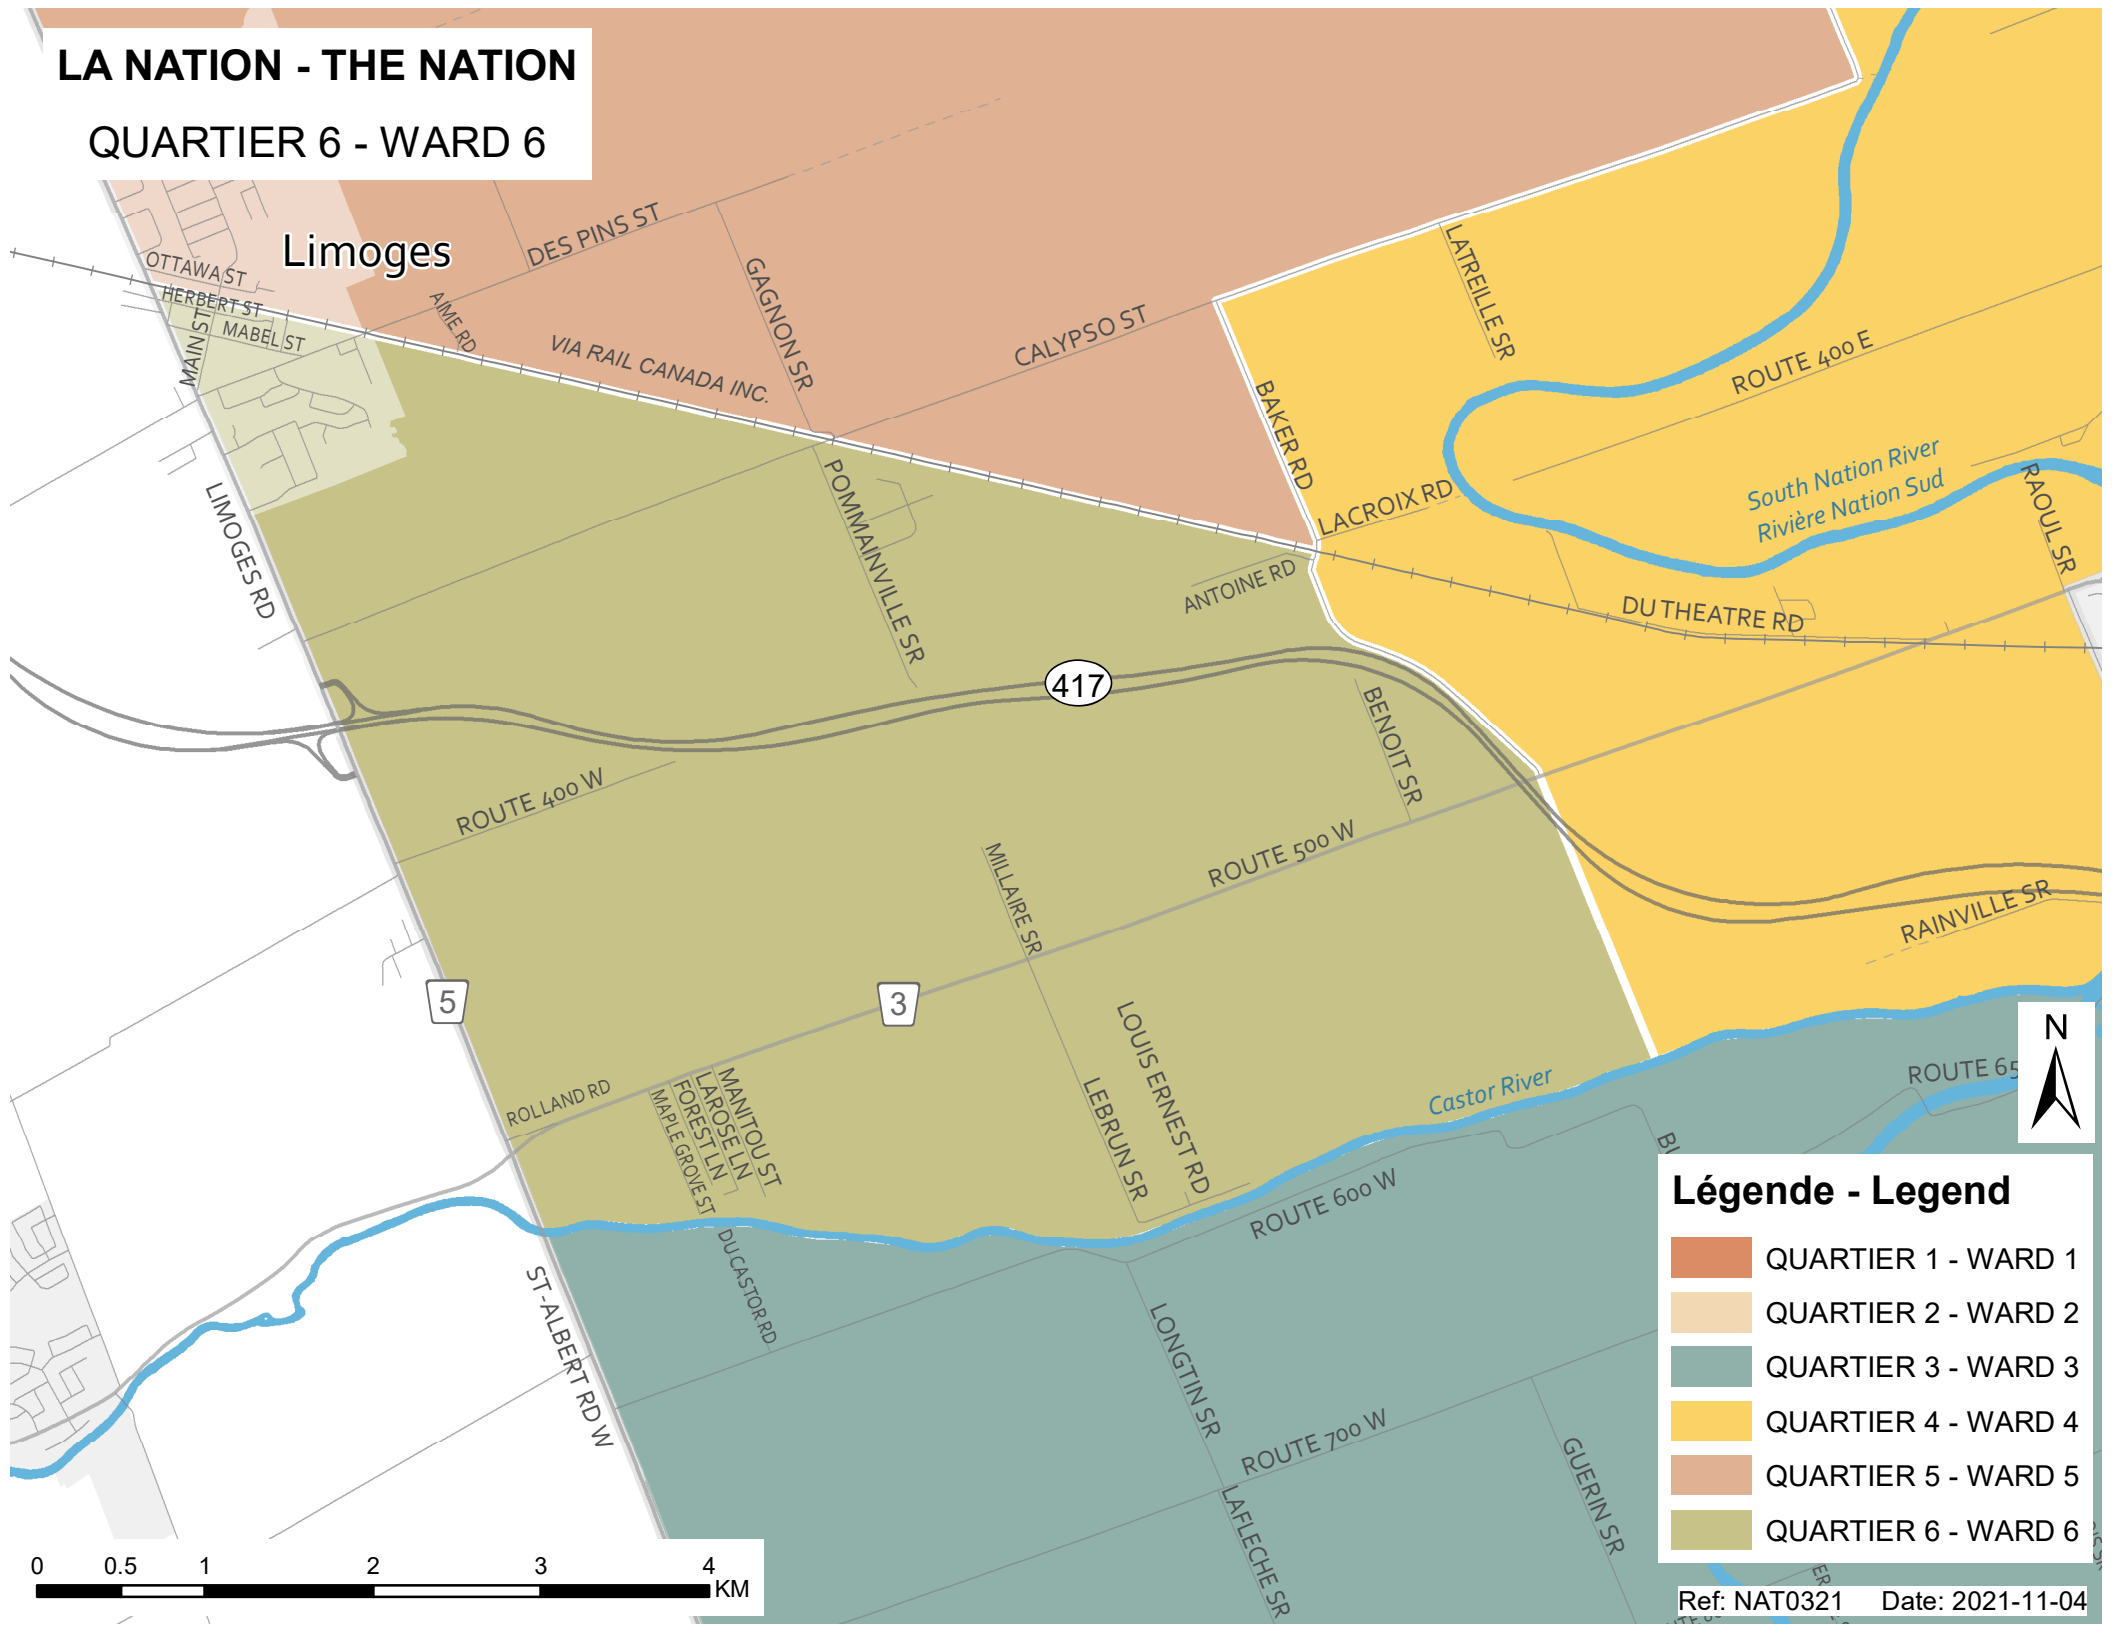 LA NATION - THE NATION
QUARTIER 6 - WARD 6
Limoges
OTTAWA ST
HERBERT ST
MABEL ST
MAIN ST
DES PINS ST
AIME RD
GAGNON SR
VIA RAIL CANADA INC.
CALYPSO ST
LATREILLE SR
ROUTE 400 E
BAKER RD
LACROIX RD
South Nation River
Rivière Nation Sud
RAOUL SR
LIMOGES RD
POMMAINVILLE SR
ANTOINE RD
DU THEATRE RD
417
BENOIT SR
ROUTE 400 W
MILLAIRE SR
ROUTE 500 W
RAINVILLE SR
5
3
LOUIS ERNEST RD
LEBRUN SR
ROLLAND RD
MANITOU ST
LAROSE LN
FOREST LN
MAPLE GROVE ST
Castor River
ROUTE 65
N
DU CASTOR RD
ROUTE 600 W
ST-ALBERT RD W
LONGTIN SR
ROUTE 700 W
GUERIN SR
LAFLECHE SR
Légende - Legend
QUARTIER 1 - WARD 1
QUARTIER 2 - WARD 2
QUARTIER 3 - WARD 3
QUARTIER 4 - WARD 4
QUARTIER 5 - WARD 5
QUARTIER 6 - WARD 6
0 0.5 1 2 3 4
KM
Ref: NAT0321 Date: 2021-11-04